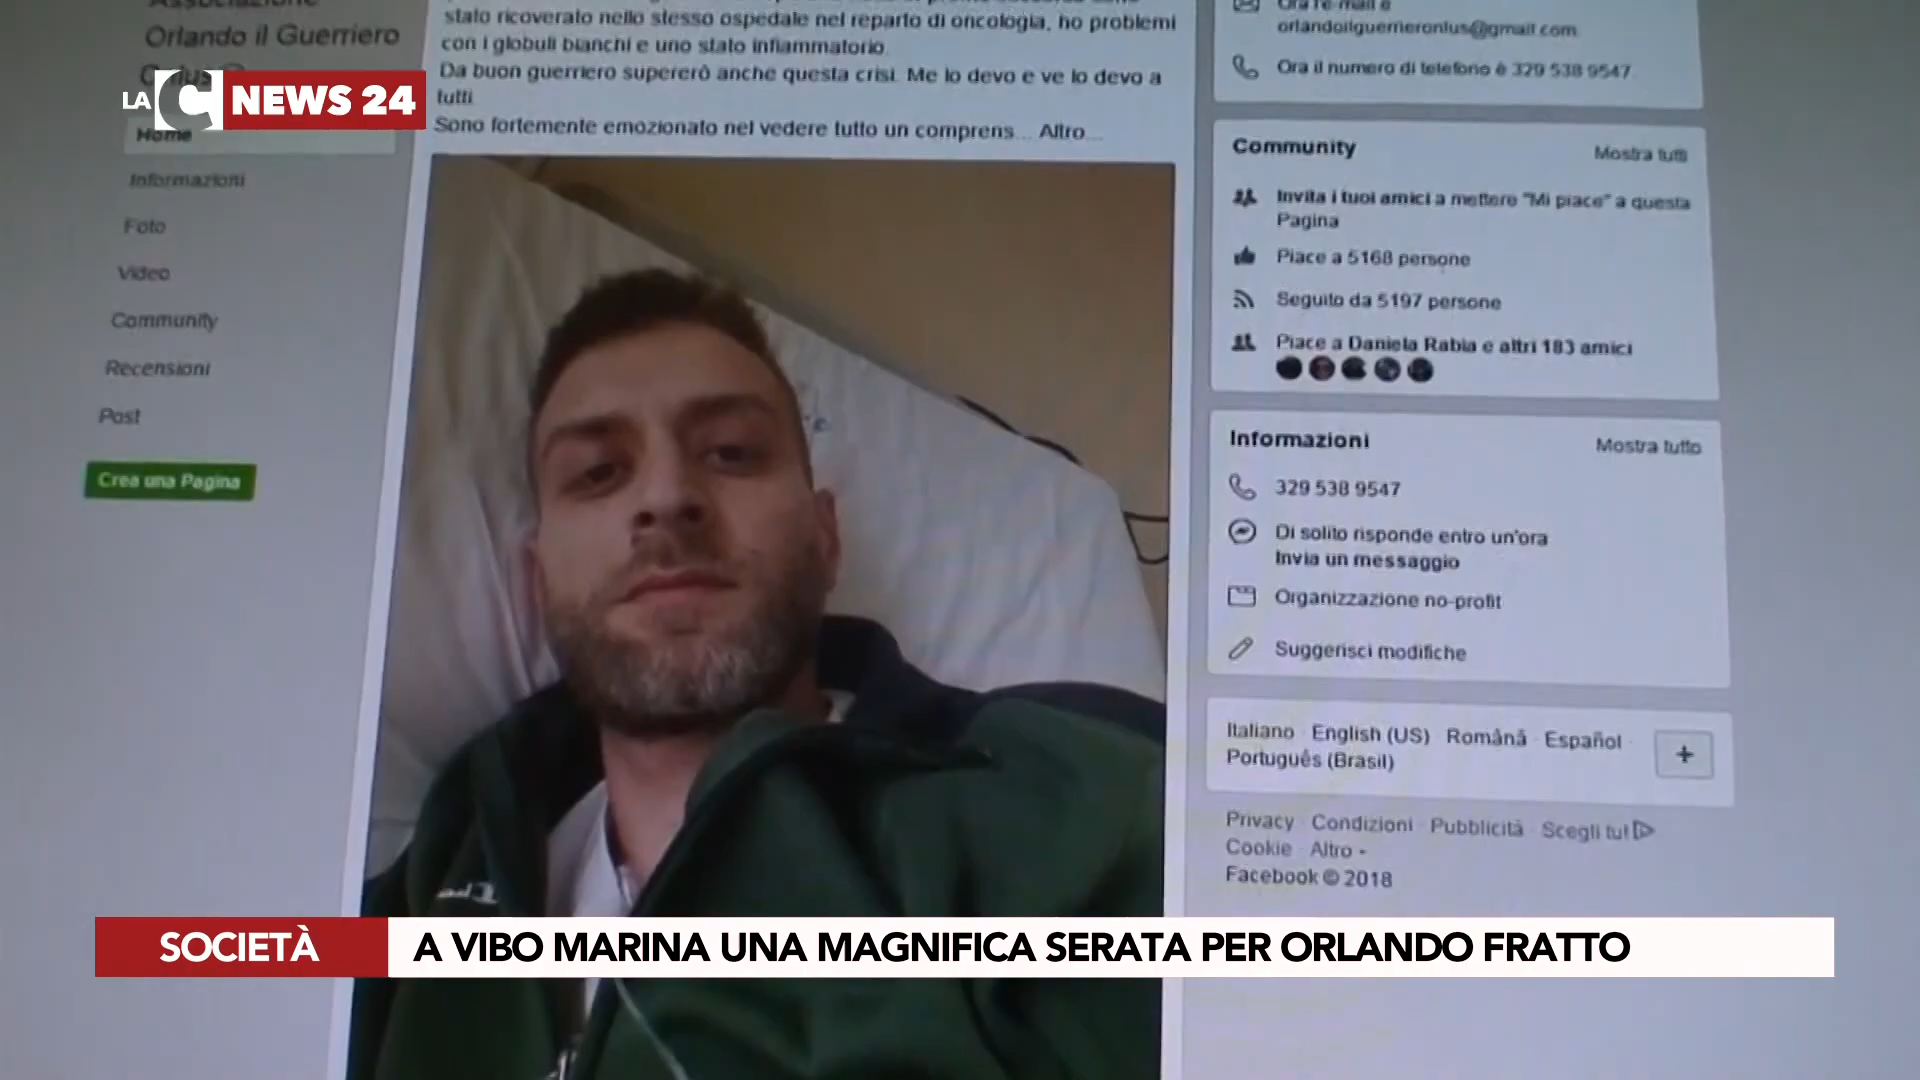 Associazione
Orlando il Guerriero
LA C NEWS 24
Home
Informazioni
Foto
Video
Community
Recensioni
Post
Crea una Pagina
stato ricoverato nello stesso ospedale nel reparto di oncologia, ho problemi
con i globuli bianchi e uno stato infiammatorio.
Da buon guerriero supererò anche questa crisi. Me lo devo e ve lo devo a
tutti.
Sono fortemente emozionato nel vedere tutto un comprens... Altro...
Ora l'e-mail è
orlandoilguerrieronlus@gmail.com
Ora il numero di telefono è 329 538 9547
Community
Mostra tutti
Invita i tuoi amici a mettere "Mi piace" a questa
Pagina
Piace a 5168 persone
Seguito da 5197 persone
Piace a Daniela Rabia e altri 183 amici
Informazioni
Mostra tutto
329 538 9547
Di solito risponde entro un'ora
Invia un messaggio
Organizzazione no-profit
Suggerisci modifiche
Italiano · English (US) · Română · Español ·
Português (Brasil)
+
Privacy · Condizioni · Pubblicità · Scegli tu!
Cookie · Altro
Facebook © 2018
SOCIETÀ
A VIBO MARINA UNA MAGNIFICA SERATA PER ORLANDO FRATTO